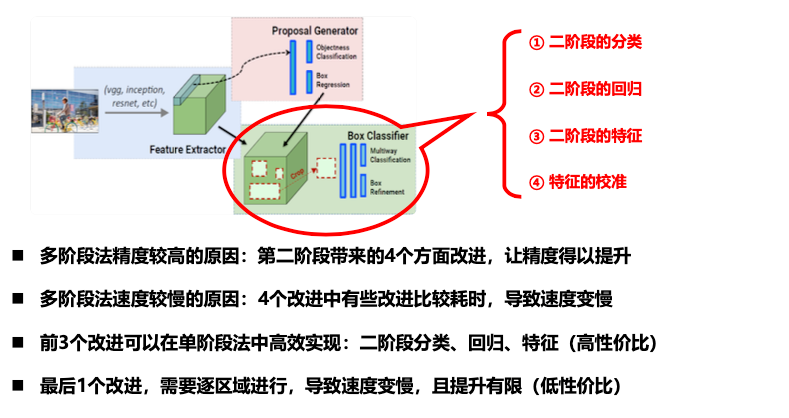 Proposal Generator
Objectness
Classification
Box
Regression
(vgg, inception,
resnet, etc)
Feature Extractor
Box Classifier
Multiway
Classification
Box
Refinement
Crop
① 二阶段的分类
② 二阶段的回归
③ 二阶段的特征
④ 特征的校准
■ 多阶段法精度较高的原因：第二阶段带来的4个方面改进，让精度得以提升
■ 多阶段法速度较慢的原因：4个改进中有些改进比较耗时，导致速度变慢
■ 前3个改进可以在单阶段法中高效实现：二阶段分类、回归、特征（高性价比）
■ 最后1个改进，需要逐区域进行，导致速度变慢，且提升有限（低性价比）